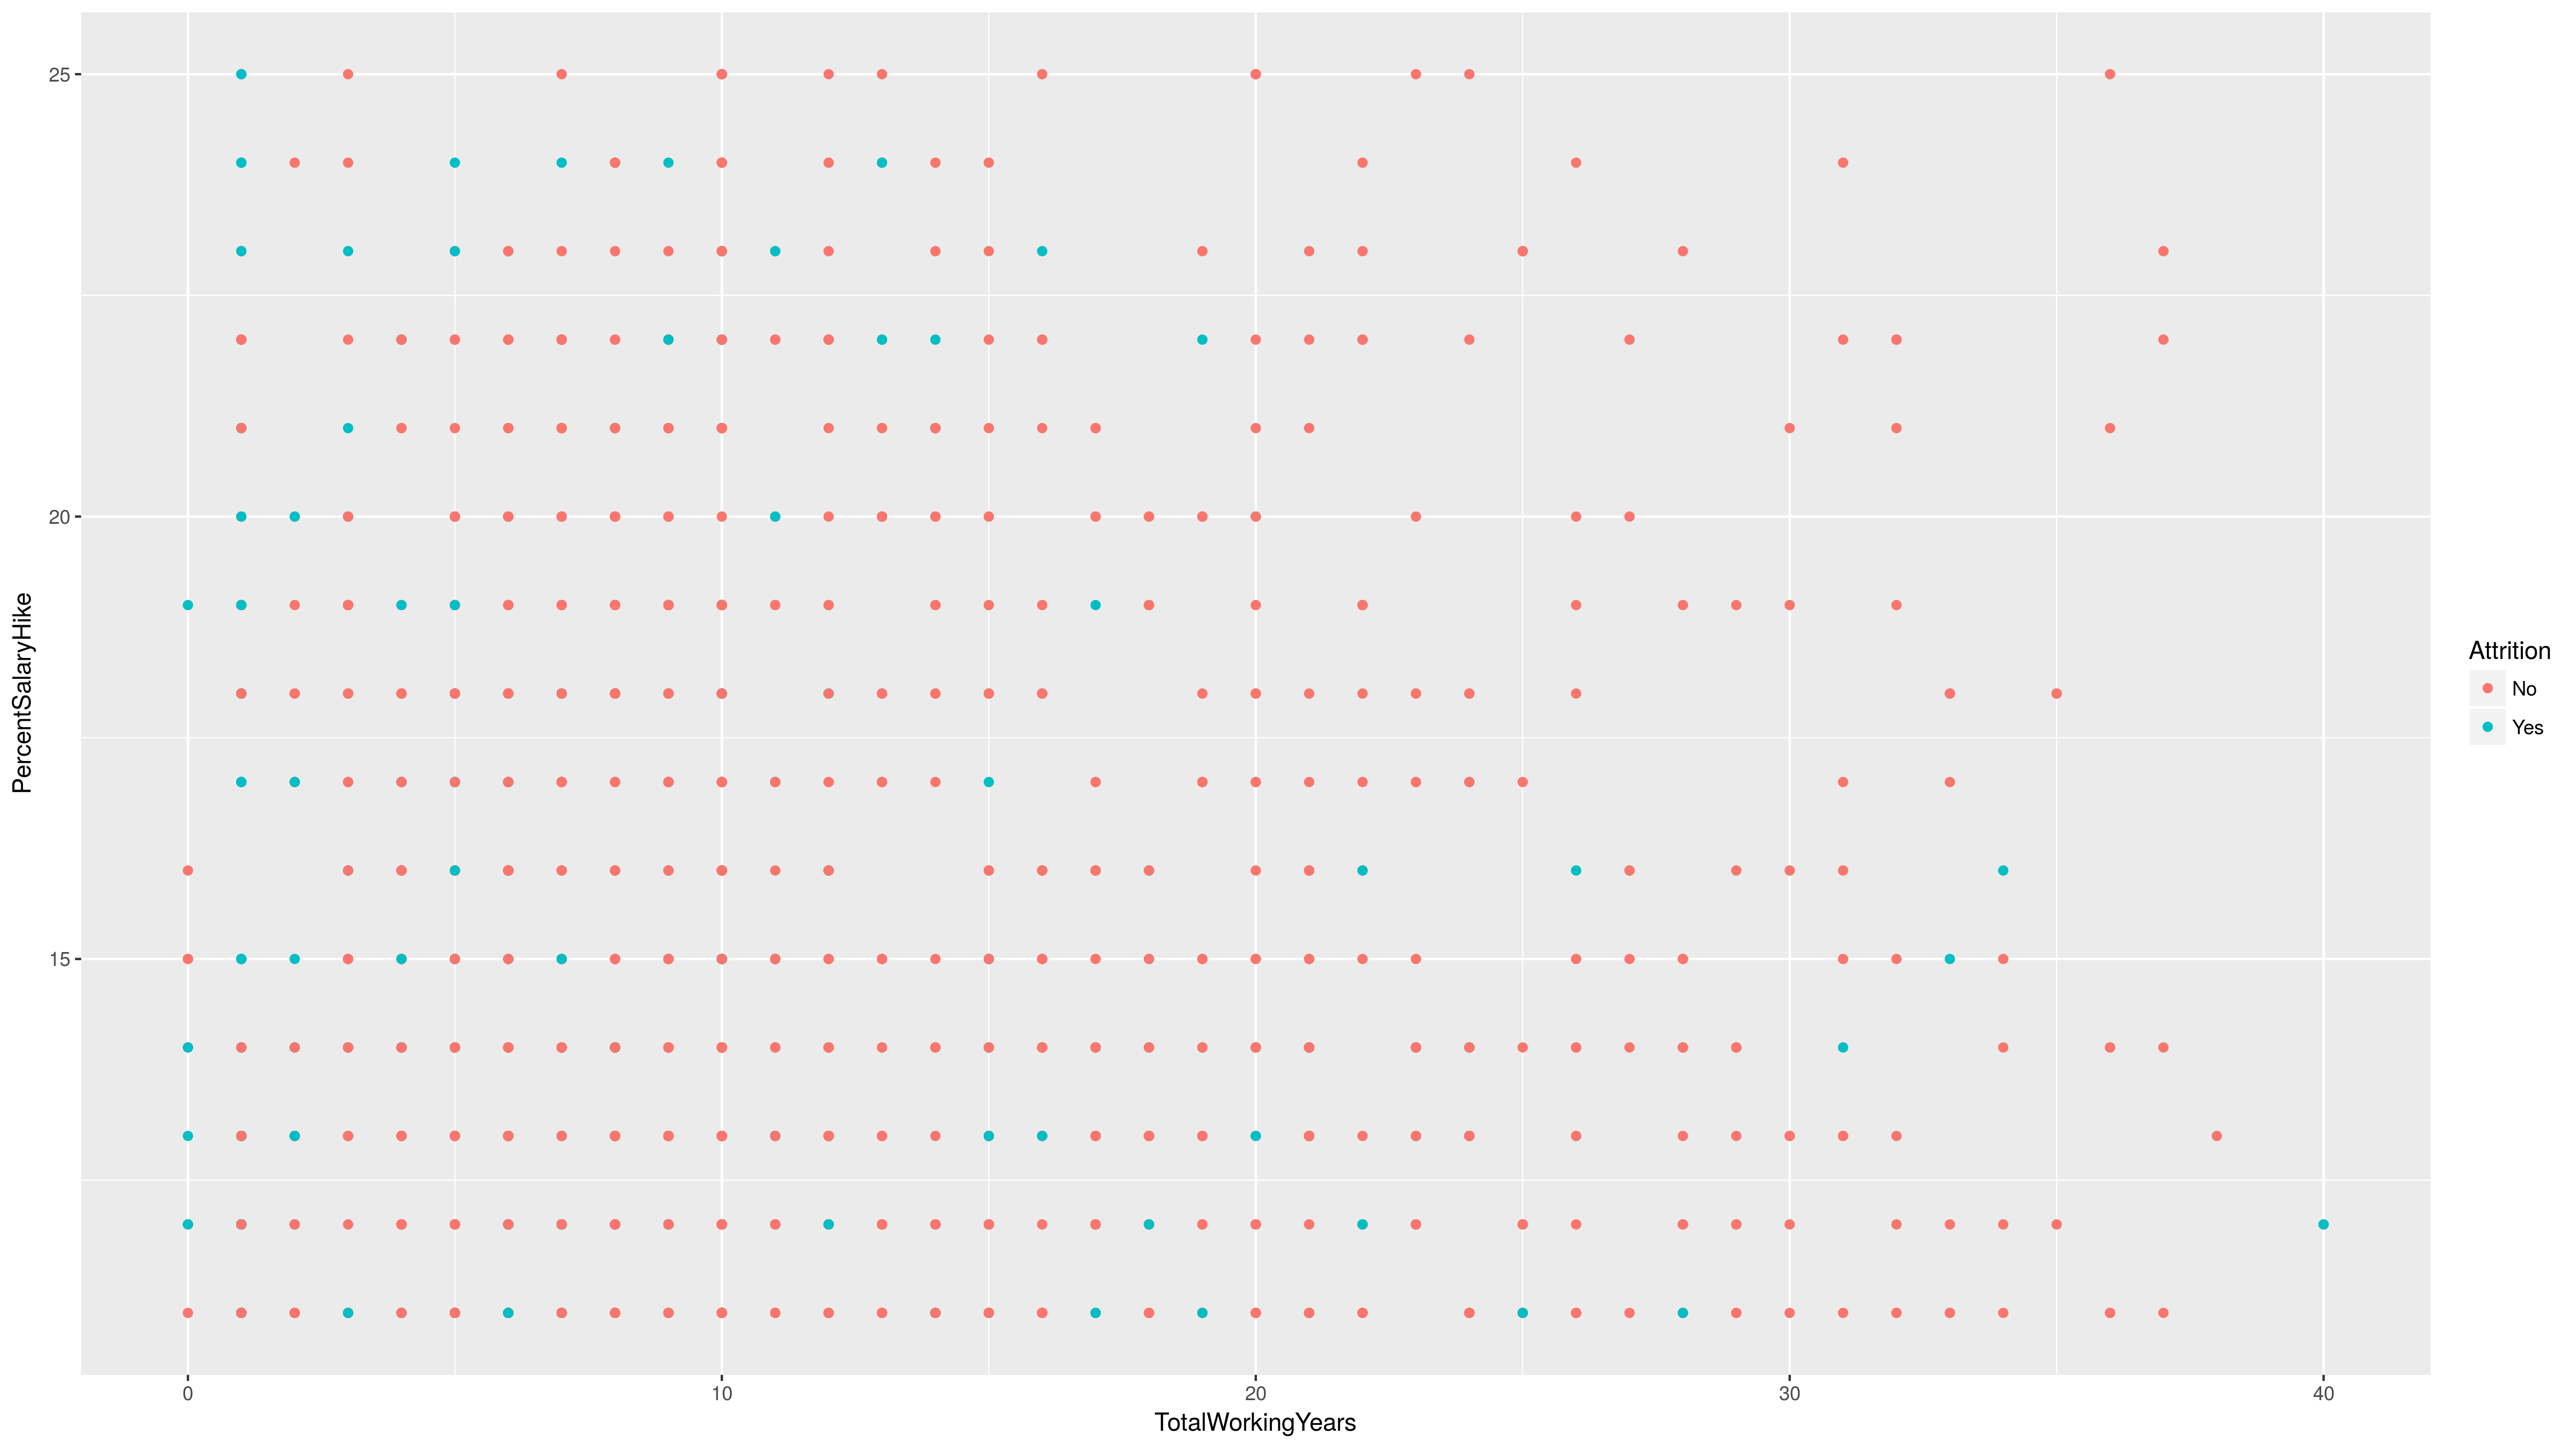 25
20
15
PercentSalaryHike
0 10 20 30 40
TotalWorkingYears
Attrition
No
Yes